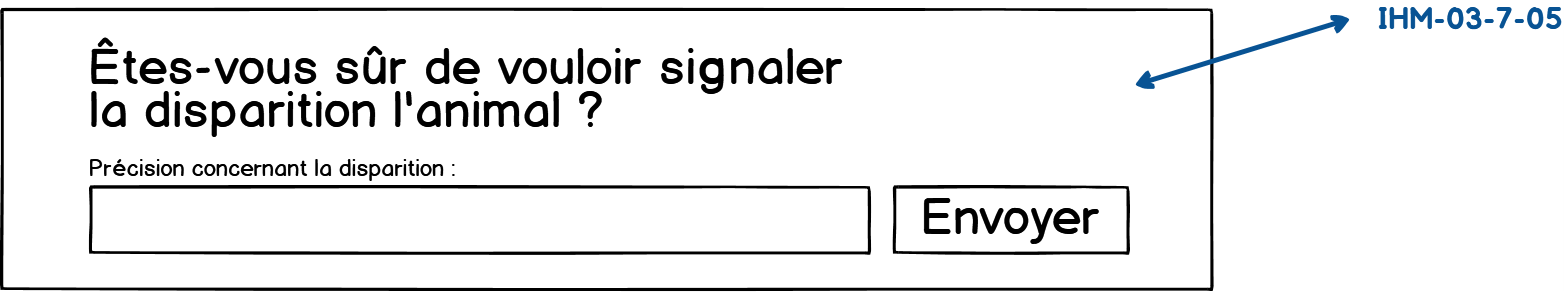 IHM-03-7-05
Êtes-vous sûr de vouloir signaler
la disparition l'animal ?
Précision concernant la disparition :
Envoyer